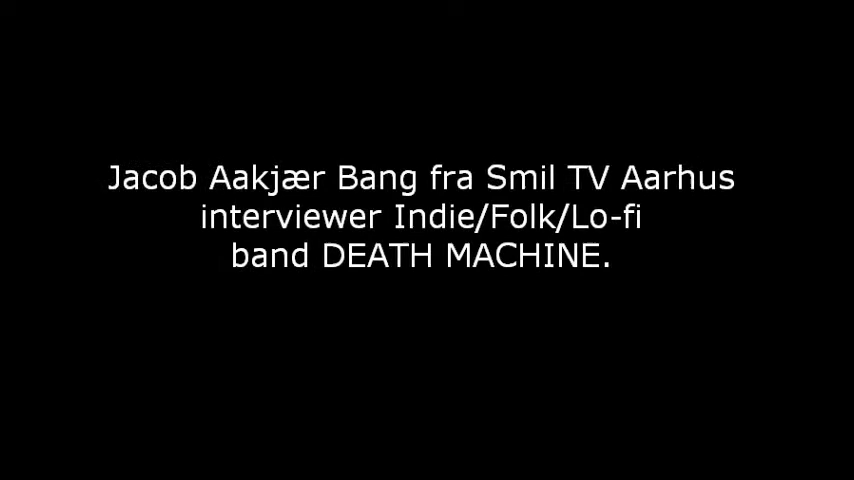 Jacob Aakjær Bang fra Smil TV Aarhus
interviewer Indie/Folk/Lo-fi
band DEATH MACHINE.